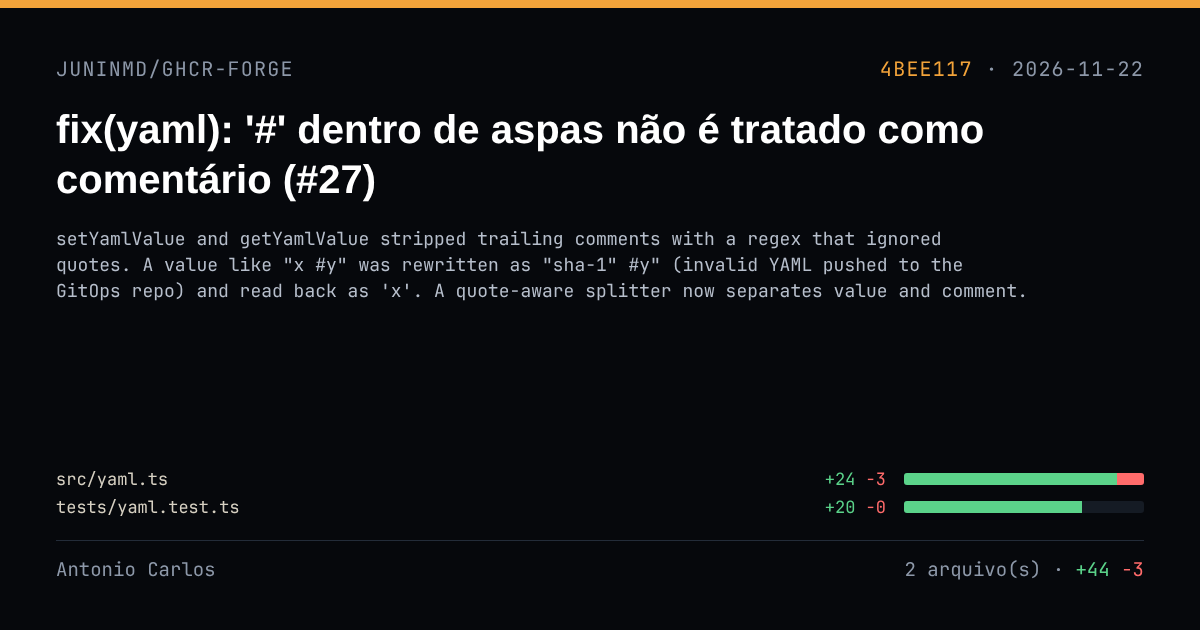 JUNINMD/GHCR-FORGE
4BEE117 · 2026-11-22
fix(yaml): '#' dentro de aspas não é tratado como
comentário (#27)
setYamlValue and getYamlValue stripped trailing comments with a regex that ignored
quotes. A value like "x #y" was rewritten as "sha-1" #y" (invalid YAML pushed to the
GitOps repo) and read back as 'x'. A quote-aware splitter now separates value and comment.
src/yaml.ts +24 -3
tests/yaml.test.ts +20 -0
Antonio Carlos
2 arquivo(s) · +44 -3